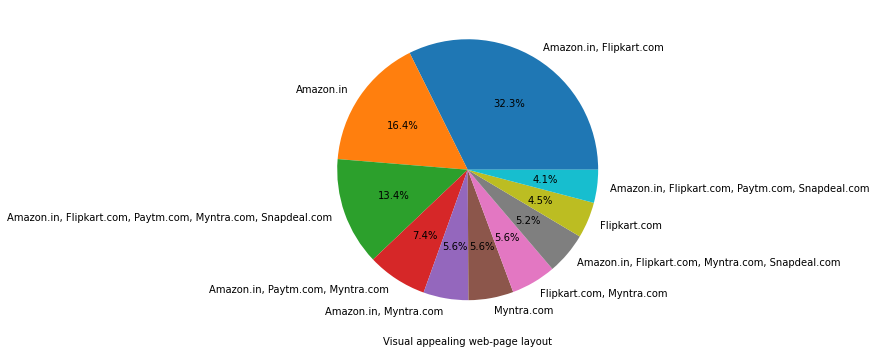 Amazon.in, Flipkart.com
32.3%
Amazon.in
16.4%
Amazon.in, Flipkart.com, Paytm.com, Myntra.com, Snapdeal.com
13.4%
Amazon.in, Paytm.com, Myntra.com
7.4%
Amazon.in, Myntra.com
5.6%
Myntra.com
5.6%
Flipkart.com, Myntra.com
5.6%
Amazon.in, Flipkart.com, Myntra.com, Snapdeal.com
5.2%
Flipkart.com
4.5%
Amazon.in, Flipkart.com, Paytm.com, Snapdeal.com
4.1%
Visual appealing web-page layout